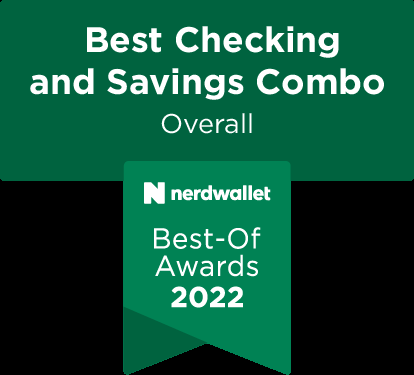 Best Checking
and Savings Combo
Overall
nerdwallet
Best-Of
Awards
2022